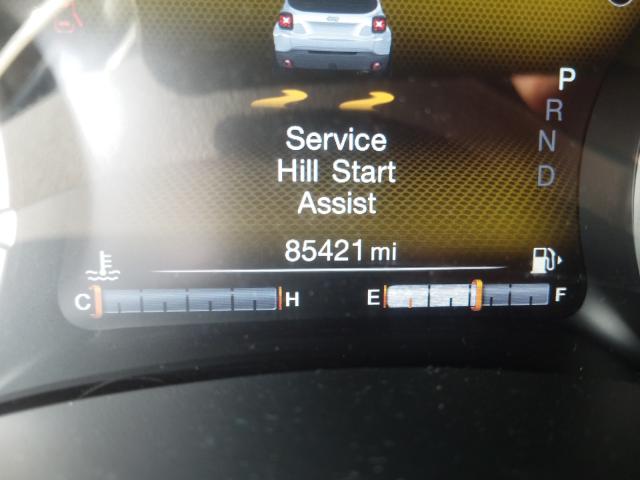 P
R
N
D
Service
Hill Start
Assist
85421 mi
C H E F